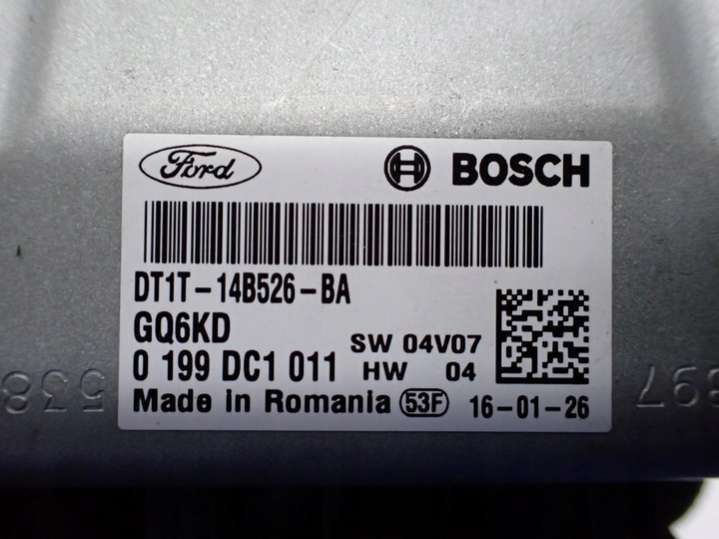 Ford BOSCH
DT1T-14B526-BA
GQ6KD
SW 04V07
0 199 DC1 011 HW 04
Made in Romania 53F 16-01-26
538